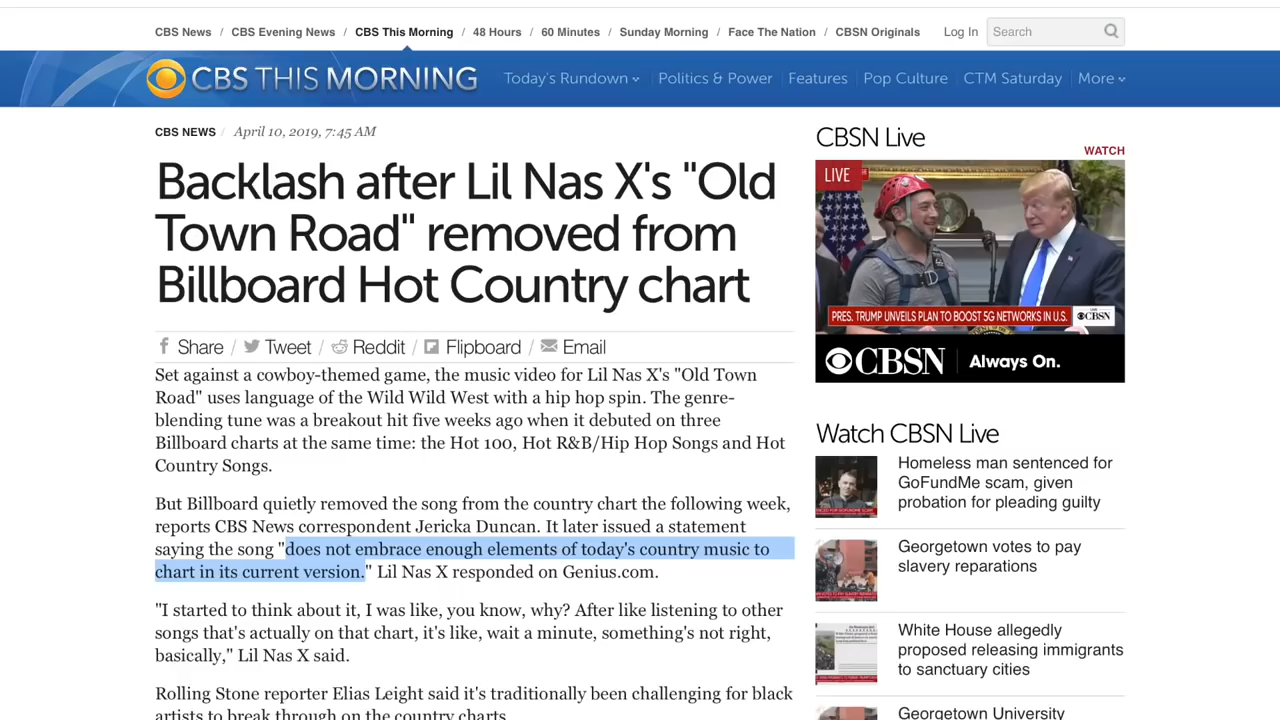 CBS News / CBS Evening News / CBS This Morning / 48 Hours / 60 Minutes / Sunday Morning / Face The Nation / CBSN Originals Log In Search
CBS THIS MORNING Today's Rundown Politics & Power Features Pop Culture CTM Saturday More
CBS NEWS / April 10, 2019, 7:45 AM
Backlash after Lil Nas X's "Old
Town Road" removed from
Billboard Hot Country chart
Share / Tweet / Reddit / Flipboard / Email
Set against a cowboy-themed game, the music video for Lil Nas X's "Old Town
Road" uses language of the Wild Wild West with a hip hop spin. The genre-
blending tune was a breakout hit five weeks ago when it debuted on three
Billboard charts at the same time: the Hot 100, Hot R&B/Hip Hop Songs and Hot
Country Songs.
But Billboard quietly removed the song from the country chart the following week,
reports CBS News correspondent Jericka Duncan. It later issued a statement
saying the song "does not embrace enough elements of today's country music to
chart in its current version." Lil Nas X responded on Genius.com.
"I started to think about it, I was like, you know, why? After like listening to other
songs that's actually on that chart, it's like, wait a minute, something's not right,
basically," Lil Nas X said.
Rolling Stone reporter Elias Leight said it's traditionally been challenging for black
artists to break through on the country charts.
CBSN Live
WATCH
LIVE
PRES. TRUMP UNVEILS PLAN TO BOOST 5G NETWORKS IN U.S. CBSN
CBSN Always On.
Watch CBSN Live
Homeless man sentenced for
GoFundMe scam, given
probation for pleading guilty
Georgetown votes to pay
slavery reparations
White House allegedly
proposed releasing immigrants
to sanctuary cities
Georgetown University